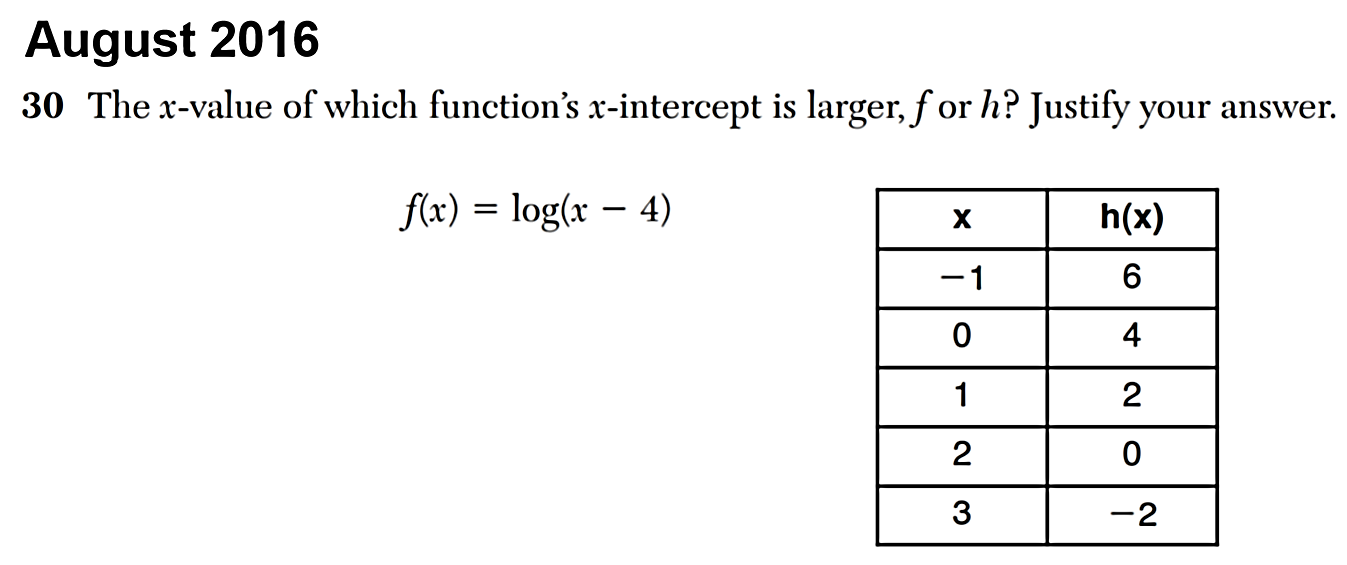 August 2016
30 The x-value of which function’s x-intercept is larger, f or h? Justify your answer.
f(x) = log(x − 4)
x h(x)
−1 6
0 4
1 2
2 0
3 −2